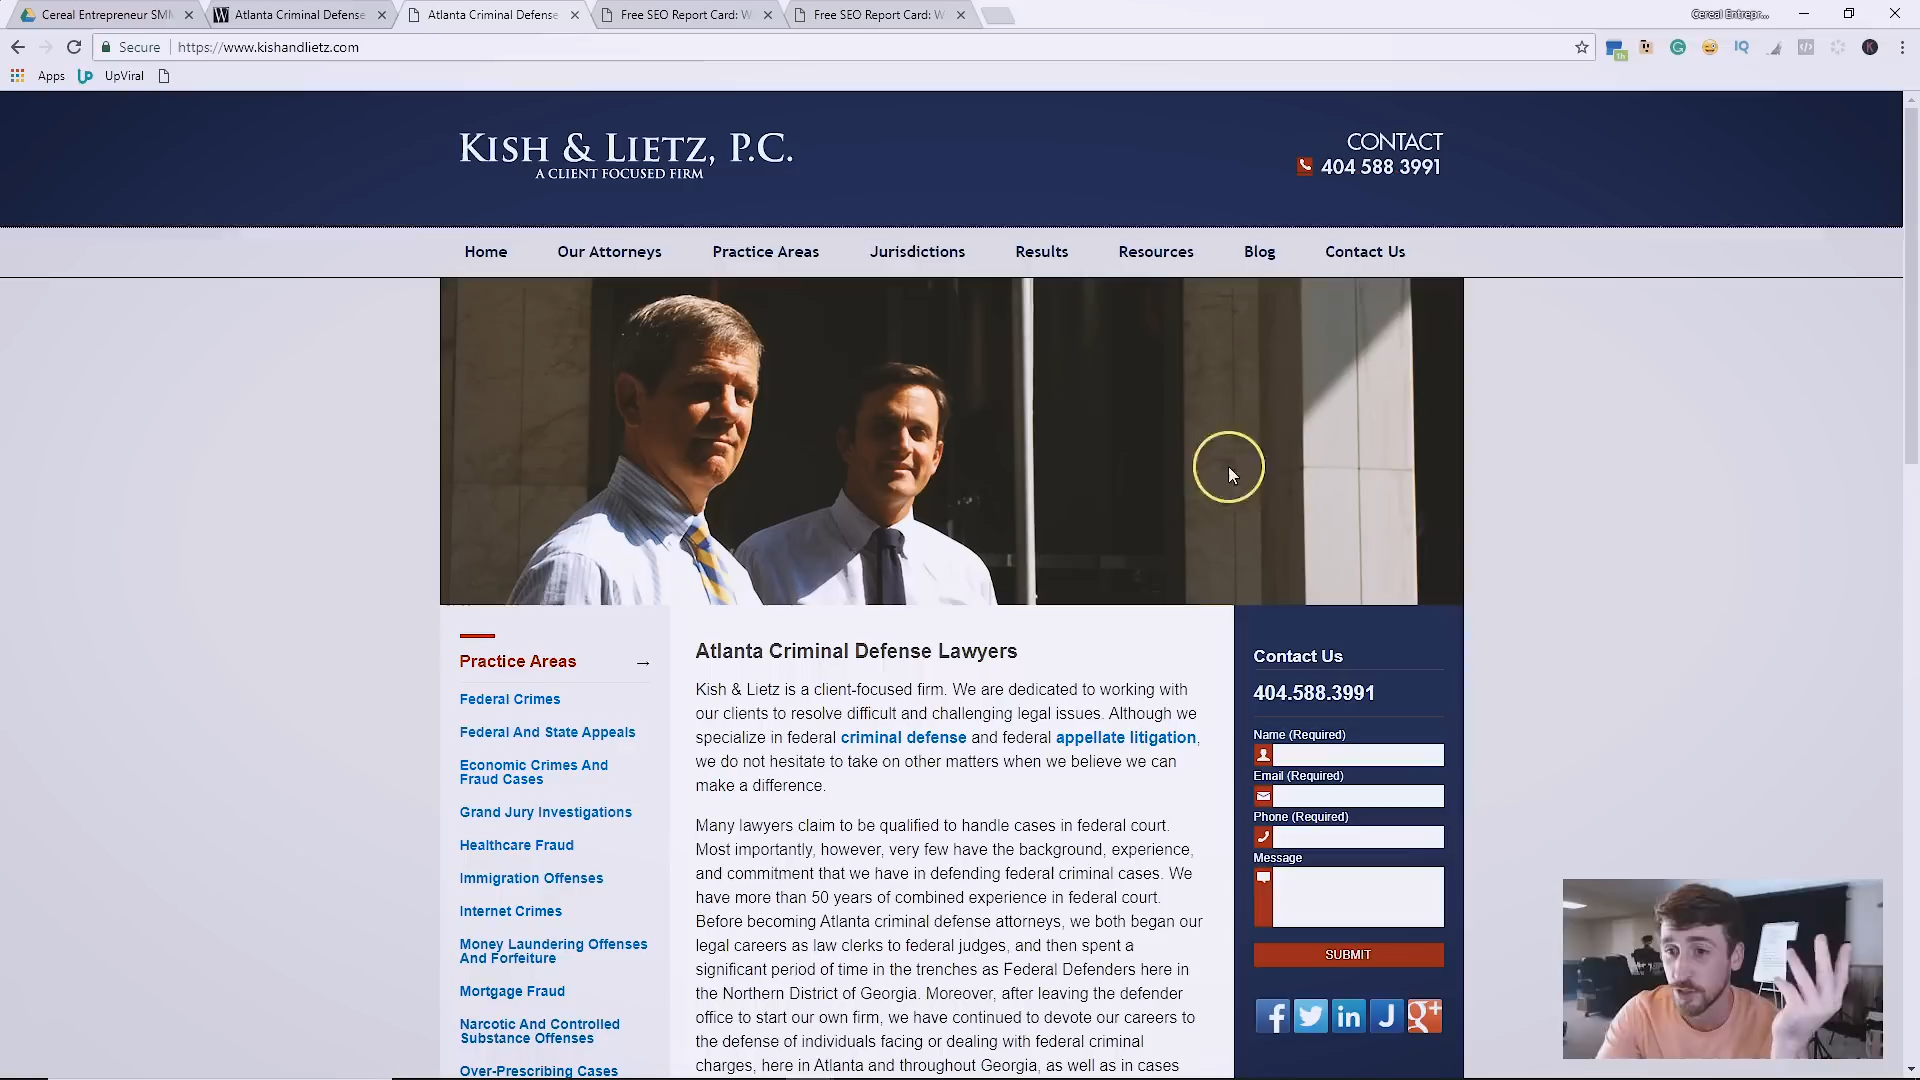 Cereal Entrepreneur SMM
Atlanta Criminal Defense
Atlanta Criminal Defense
Free SEO Report Card: W
Free SEO Report Card: W
Cereal Entrepr...
Secure
https://www.kishandlietz.com
1h
IQ
K
Apps
UpViral
KISH & LIETZ, P.C.
A CLIENT FOCUSED FIRM
CONTACT
404 588 3991
Home
Our Attorneys
Practice Areas
Jurisdictions
Results
Resources
Blog
Contact Us
Practice Areas →
Federal Crimes
Federal And State Appeals
Economic Crimes And
Fraud Cases
Grand Jury Investigations
Healthcare Fraud
Immigration Offenses
Internet Crimes
Money Laundering Offenses
And Forfeiture
Mortgage Fraud
Narcotic And Controlled
Substance Offenses
Over-Prescribing Cases
Atlanta Criminal Defense Lawyers
Kish & Lietz is a client-focused firm. We are dedicated to working with
our clients to resolve difficult and challenging legal issues. Although we
specialize in federal criminal defense and federal appellate litigation,
we do not hesitate to take on other matters when we believe we can
make a difference.
Many lawyers claim to be qualified to handle cases in federal court.
Most importantly, however, very few have the background, experience,
and commitment that we have in defending federal criminal cases. We
have more than 50 years of combined experience in federal court.
Before becoming Atlanta criminal defense attorneys, we both began our
legal careers as law clerks to federal judges, and then spent a
significant period of time in the trenches as Federal Defenders here in
the Northern District of Georgia. Moreover, after leaving the defender
office to start our own firm, we have continued to devote our careers to
the defense of individuals facing or dealing with federal criminal
charges, here in Atlanta and throughout Georgia, as well as in cases
Contact Us
404.588.3991
Name (Required)
Email (Required)
Phone (Required)
Message
SUBMIT